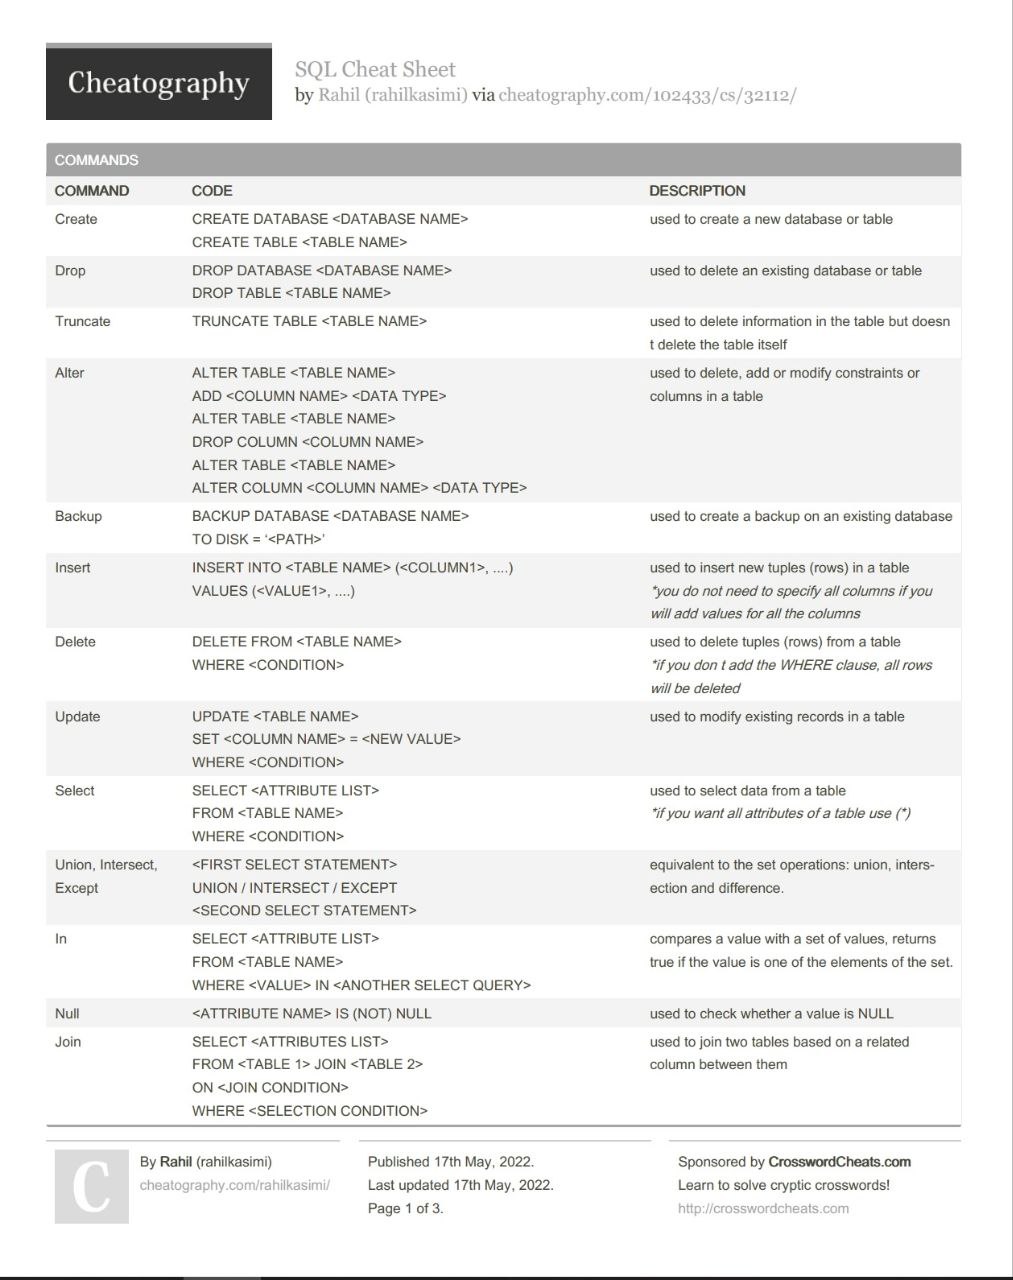 Cheatography
SQL Cheat Sheet
by Rahil (rahilkasimi) via cheatography.com/102433/cs/32112/
COMMANDS
COMMAND CODE DESCRIPTION
Create CREATE DATABASE <DATABASE NAME> used to create a new database or table
CREATE TABLE <TABLE NAME>
Drop DROP DATABASE <DATABASE NAME> used to delete an existing database or table
DROP TABLE <TABLE NAME>
Truncate TRUNCATE TABLE <TABLE NAME> used to delete information in the table but doesn
t delete the table itself
Alter ALTER TABLE <TABLE NAME> used to delete, add or modify constraints or
ADD <COLUMN NAME> <DATA TYPE> columns in a table
ALTER TABLE <TABLE NAME>
DROP COLUMN <COLUMN NAME>
ALTER TABLE <TABLE NAME>
ALTER COLUMN <COLUMN NAME> <DATA TYPE>
Backup BACKUP DATABASE <DATABASE NAME> used to create a backup on an existing database
TO DISK = ‘<PATH>’
Insert INSERT INTO <TABLE NAME> (<COLUMN1>, ....) used to insert new tuples (rows) in a table
VALUES (<VALUE1>, ....) *you do not need to specify all columns if you
will add values for all the columns
Delete DELETE FROM <TABLE NAME> used to delete tuples (rows) from a table
WHERE <CONDITION> *if you don t add the WHERE clause, all rows
will be deleted
Update UPDATE <TABLE NAME> used to modify existing records in a table
SET <COLUMN NAME> = <NEW VALUE>
WHERE <CONDITION>
Select SELECT <ATTRIBUTE LIST> used to select data from a table
FROM <TABLE NAME> *if you want all attributes of a table use (*)
WHERE <CONDITION>
Union, Intersect, <FIRST SELECT STATEMENT> equivalent to the set operations: union, inters-
Except UNION / INTERSECT / EXCEPT ection and difference.
<SECOND SELECT STATEMENT>
In SELECT <ATTRIBUTE LIST> compares a value with a set of values, returns
FROM <TABLE NAME> true if the value is one of the elements of the set.
WHERE <VALUE> IN <ANOTHER SELECT QUERY>
Null <ATTRIBUTE NAME> IS (NOT) NULL used to check whether a value is NULL
Join SELECT <ATTRIBUTES LIST> used to join two tables based on a related
FROM <TABLE 1> JOIN <TABLE 2> column between them
ON <JOIN CONDITION>
WHERE <SELECTION CONDITION>
C
By Rahil (rahilkasimi)
cheatography.com/rahilkasimi/
Published 17th May, 2022.
Last updated 17th May, 2022.
Page 1 of 3.
Sponsored by CrosswordCheats.com
Learn to solve cryptic crosswords!
http://crosswordcheats.com